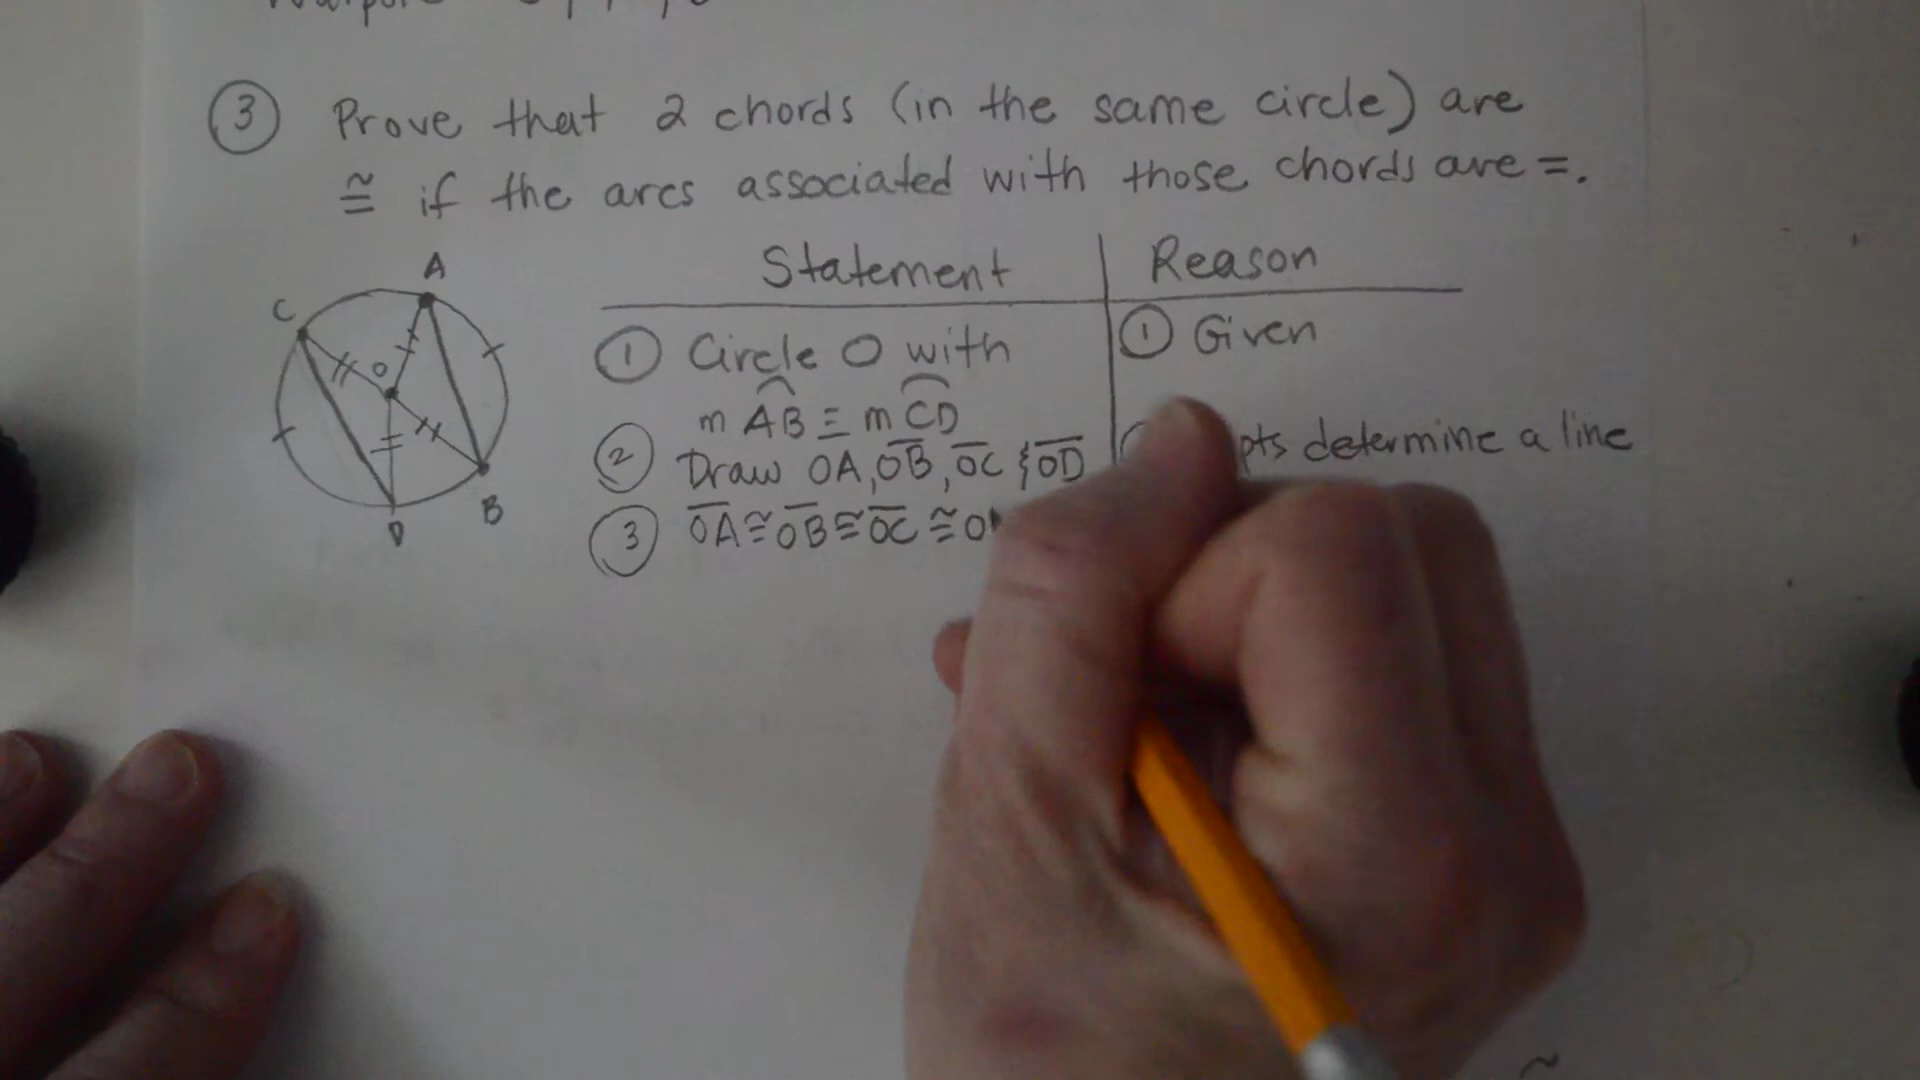 ③ Prove that 2 chords (in the same circle) are
≅ if the arcs associated with those chords are =.
Statement Reason
① Circle O with ① Given
m AB = m CD
② Draw OA, OB, OC & OD pts determine a line
③ OA ≅ OB ≅ OC ≅
A
C
O
B
D